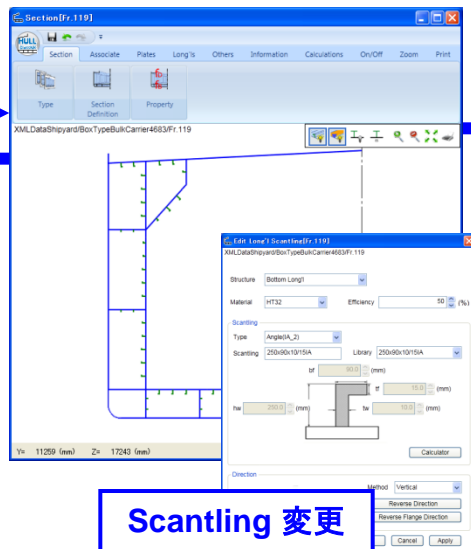 Section[Fr.119]
HULL
Section Associate Plates Long'ls Others Information Calculations On/Off Zoom Print
Type Section Definition Property
XMLDataShipyard/BoxTypeBulkCarrier4683/Fr.119
Edit Long'l Scantling[Fr.119]
XMLDataShipyard/BoxTypeBulkCarrier4683/Fr.119
Structure Bottom Long'l
Material HT32 Efficiency 50 (%)
Scantling
Type Angle(IA_2)
Scantling 250x90x10/15IA Library 250x90x10/15IA
bf 90.0 (mm)
tf 15.0 (mm)
hw 250.0 (mm) tw 10.0 (mm)
Calculator
Y= 11259 (mm) Z= 17243 (mm)
Direction
Method Vertical
Reverse Direction
Reverse Flange Direction
Cancel Apply
Scantling 変更